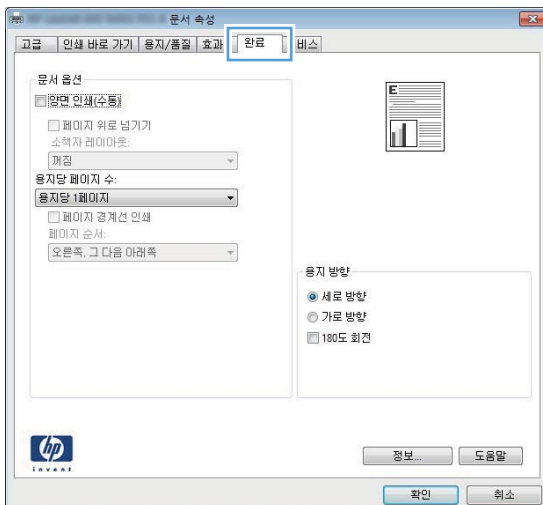 문서 속성
고급 인쇄 바로 가기 용지/품질 효과 완료 비스
문서 옵션
양면 인쇄(수동)
페이지 위로 넘기기
소책자 레이아웃:
꺼짐
용지당 페이지 수:
용지당 1페이지
페이지 경계선 인쇄
페이지 순서:
오른쪽, 그 다음 아래쪽
E
용지 방향
세로 방향
가로 방향
180도 회전
hp
invent
정보... 도움말
확인 취소